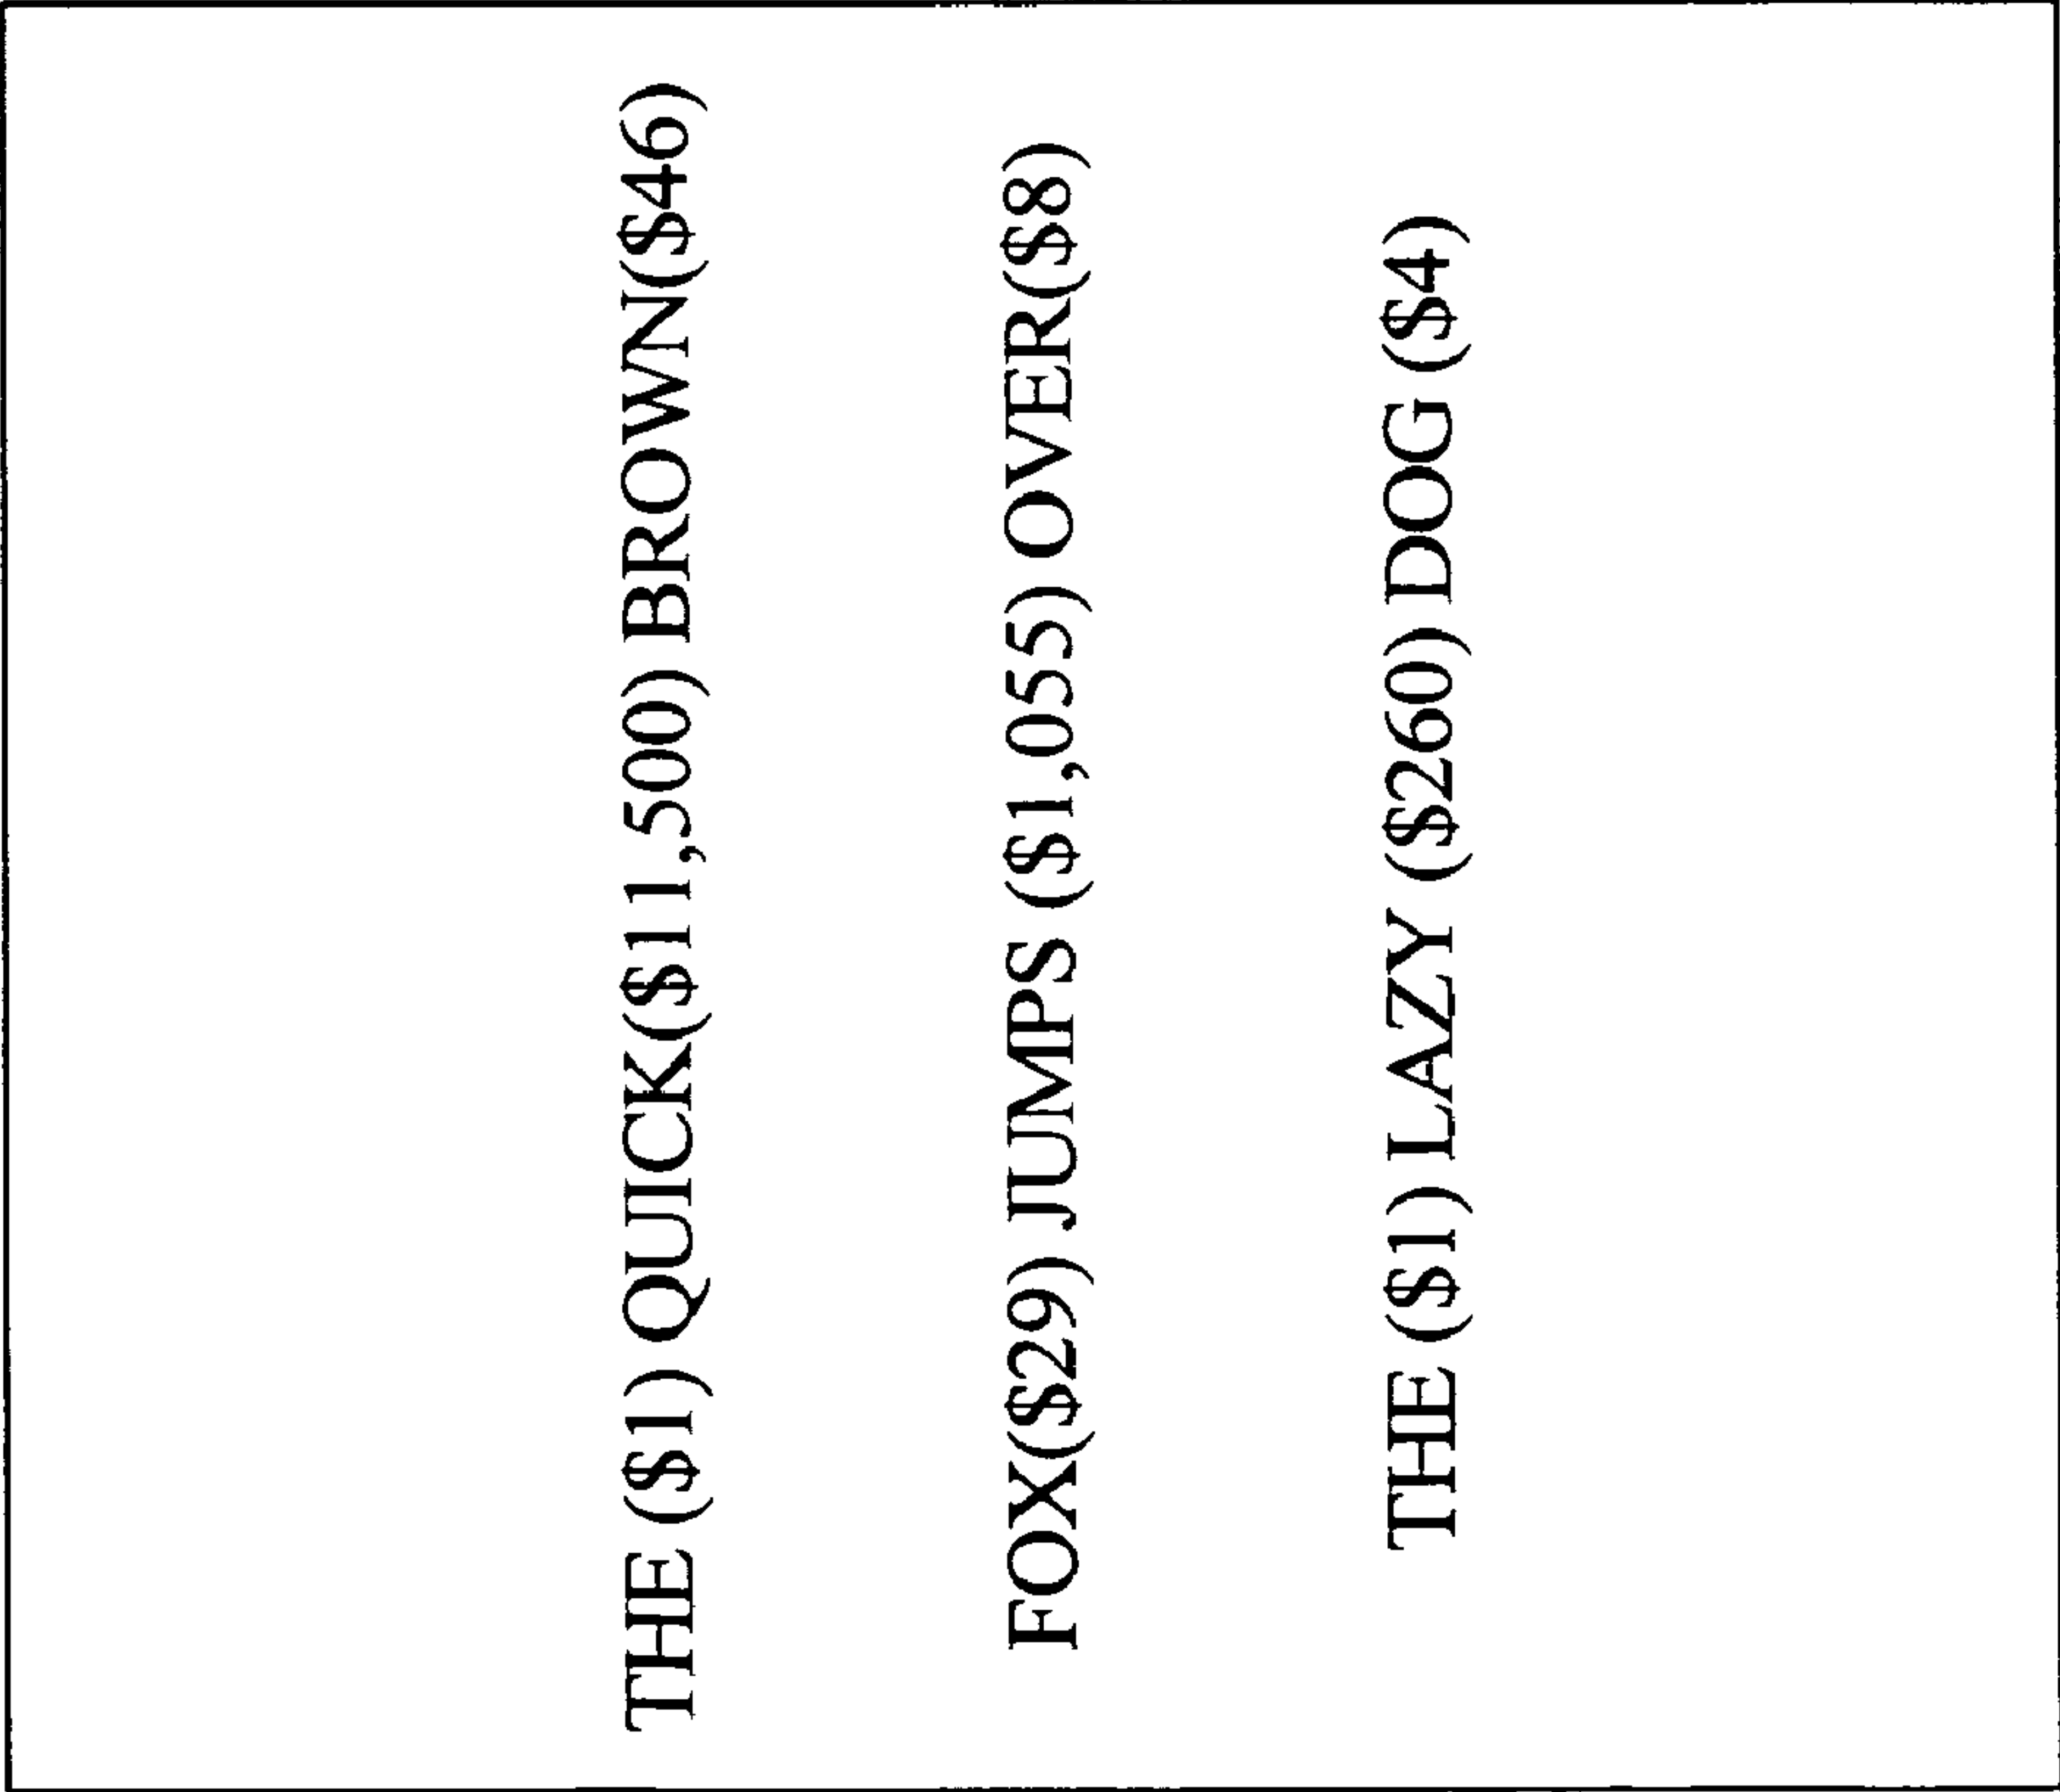 THE ($1) QUICK($11,500) BROWN($46)
FOX($29) JUMPS ($1,055) OVER($8)
THE ($1) LAZY ($260) DOG ($4)